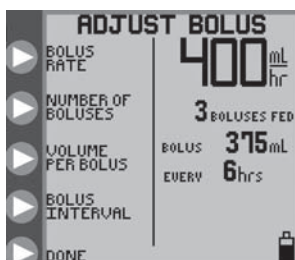 ADJUST BOLUS
BOLUS
RATE
400 mL
hr
NUMBER OF
BOLUSES
3 BOLUSES FED
VOLUME
PER BOLUS
BOLUS 375mL
EVERY 6hrs
BOLUS
INTERVAL
DONE